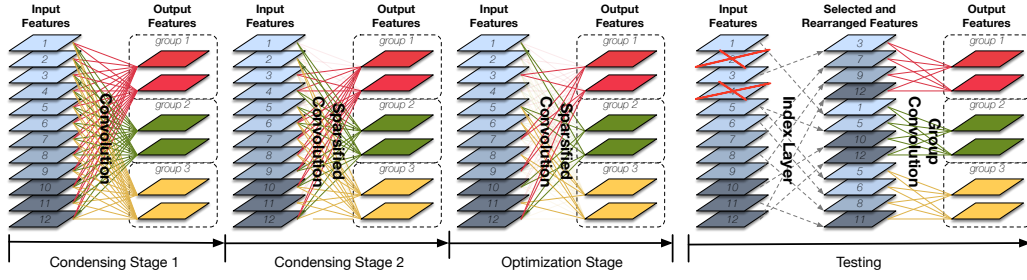 Input
Features
1
2
3
4
5
6
7
8
9
10
11
12
Convolution
Output
Features
group 1
group 2
group 3
Condensing Stage 1
Input
Features
1
2
3
4
5
6
7
8
9
10
11
12
Sparsified
Convolution
Output
Features
group 1
group 2
group 3
Condensing Stage 2
Input
Features
1
2
3
4
5
6
7
8
9
10
11
12
Sparsified
Convolution
Output
Features
group 1
group 2
group 3
Optimization Stage
Input
Features
1
2
3
4
5
6
7
8
9
10
11
12
Index Layer
Selected and
Rearranged Features
3
7
9
12
1
5
10
12
5
6
8
11
Group
Convolution
Output
Features
group 1
group 2
group 3
Testing